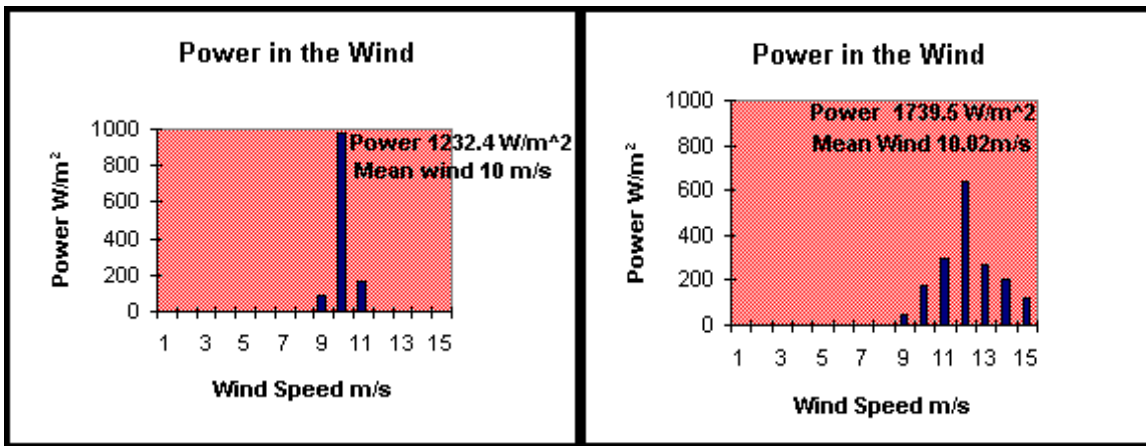 Power in the Wind
1000
800
600
400
200
0
Power W/m²
Power 1232.4 W/m^2
Mean wind 10 m/s
1 3 5 7 9 11 13 15
Wind Speed m/s
Power in the Wind
1000
800
600
400
200
0
Power W/m²
Power 1739.5 W/m^2
Mean Wind 10.02m/s
1 3 5 7 9 11 13 15
Wind Speed m/s